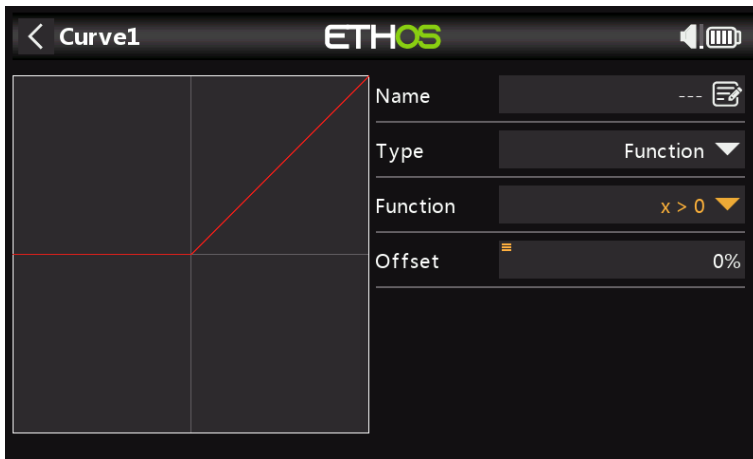 Curve1
ETHOS
Name ---
Type Function
Function x > 0
Offset 0%